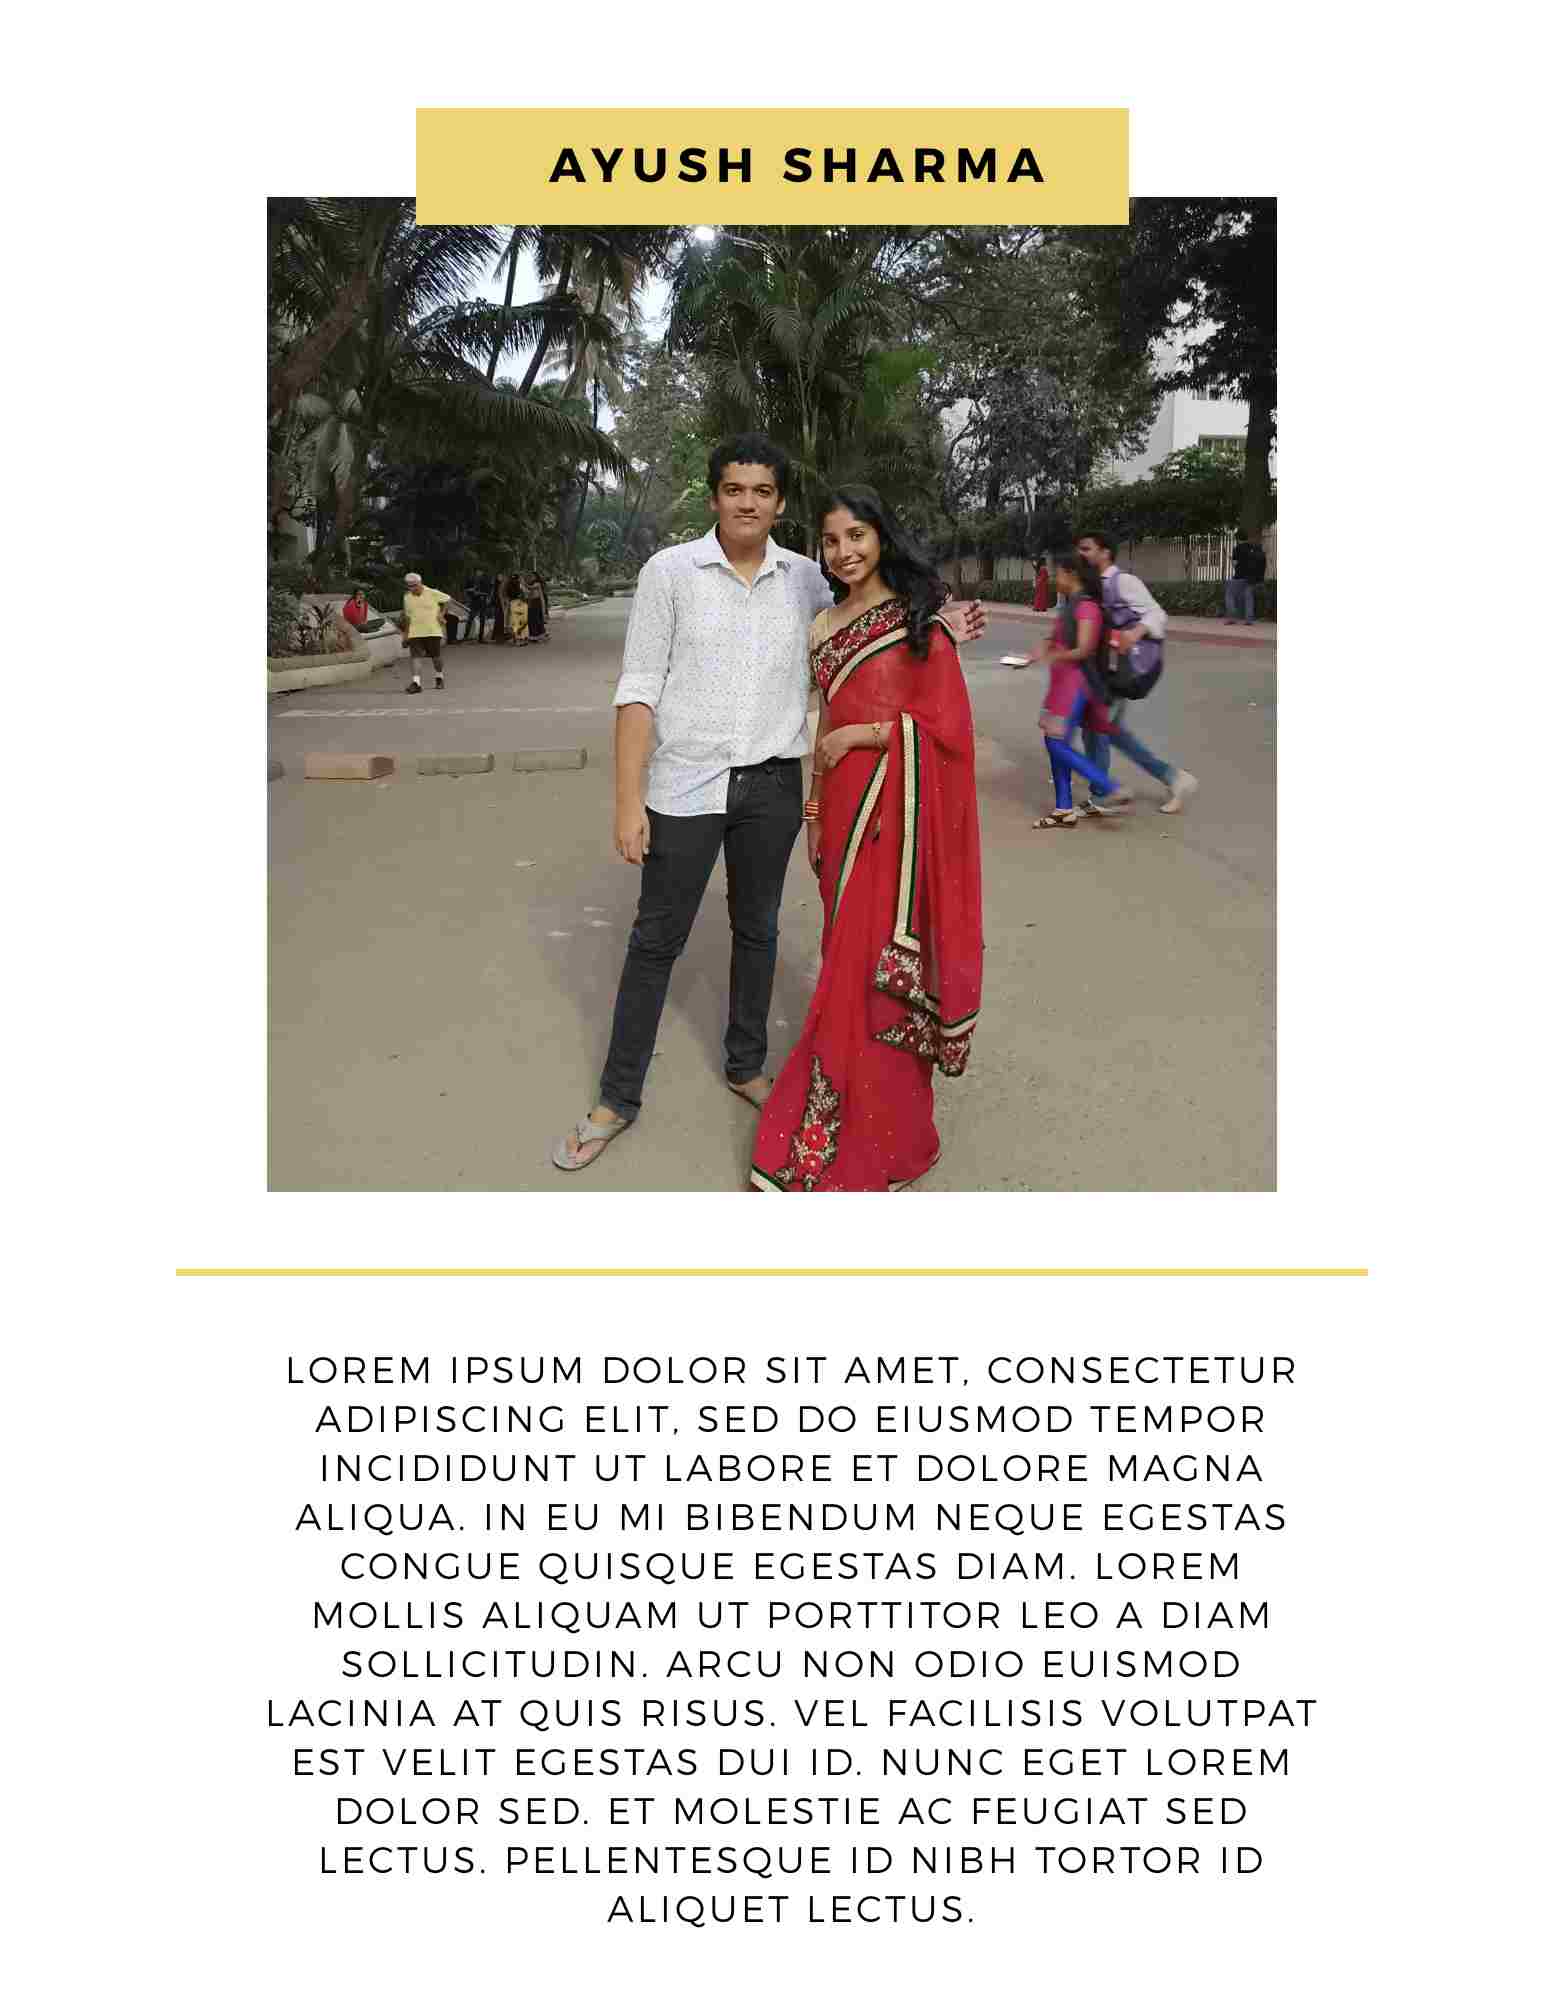 AYUSH SHARMA
LOREM IPSUM DOLOR SIT AMET, CONSECTETUR
ADIPISCING ELIT, SED DO EIUSMOD TEMPOR
INCIDIDUNT UT LABORE ET DOLORE MAGNA
ALIQUA. IN EU MI BIBENDUM NEQUE EGESTAS
CONGUE QUISQUE EGESTAS DIAM. LOREM
MOLLIS ALIQUAM UT PORTTITOR LEO A DIAM
SOLLICITUDIN. ARCU NON ODIO EUISMOD
LACINIA AT QUIS RISUS. VEL FACILISIS VOLUTPAT
EST VELIT EGESTAS DUI ID. NUNC EGET LOREM
DOLOR SED. ET MOLESTIE AC FEUGIAT SED
LECTUS. PELLENTESQUE ID NIBH TORTOR ID
ALIQUET LECTUS.